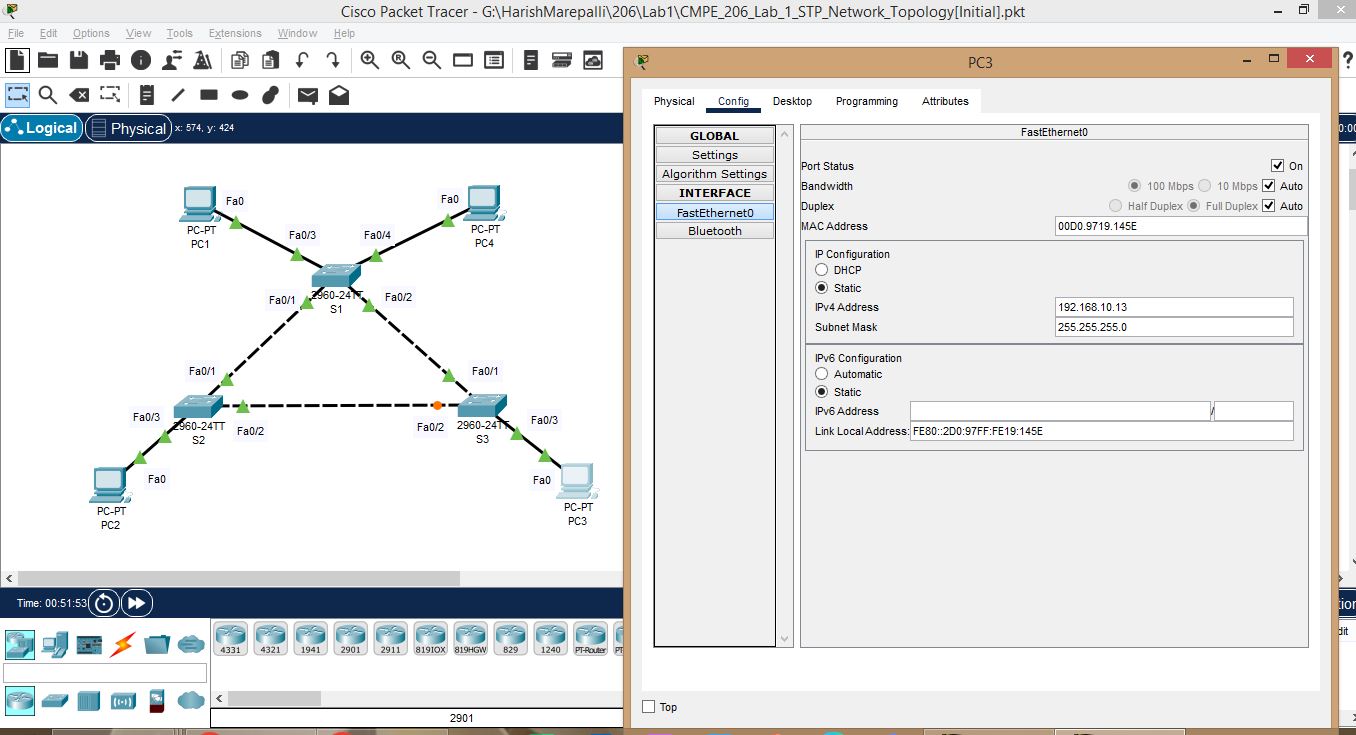 Cisco Packet Tracer - G:\HarishMarepalli\206\Lab1\CMPE_206_Lab_1_STP_Network_Topology[Initial].pkt
File Edit Options View Tools Extensions Window Help
Logical Physical x: 574, y: 424
Fa0
Fa0
PC-PT
PC1
PC-PT
PC4
Fa0/3
Fa0/4
Fa0/1
2960-24TT
S1
Fa0/2
Fa0/1
Fa0/1
Fa0/3
2960-24TT
S2
Fa0/2
Fa0/2
2960-24TT
S3
Fa0/3
Fa0
PC-PT
PC2
Fa0
PC-PT
PC3
Time: 00:51:53
4331 4321 1941 2901 2911 819IOX 819HGW 829 1240 PT-Router
2901
PC3
Physical Config Desktop Programming Attributes
GLOBAL
Settings
Algorithm Settings
INTERFACE
FastEthernet0
Bluetooth
FastEthernet0
Port Status On
Bandwidth 100 Mbps 10 Mbps Auto
Duplex Half Duplex Full Duplex Auto
MAC Address 00D0.9719.145E
IP Configuration
DHCP
Static
IPv4 Address 192.168.10.13
Subnet Mask 255.255.255.0
IPv6 Configuration
Automatic
Static
IPv6 Address /
Link Local Address: FE80::2D0:97FF:FE19:145E
Top